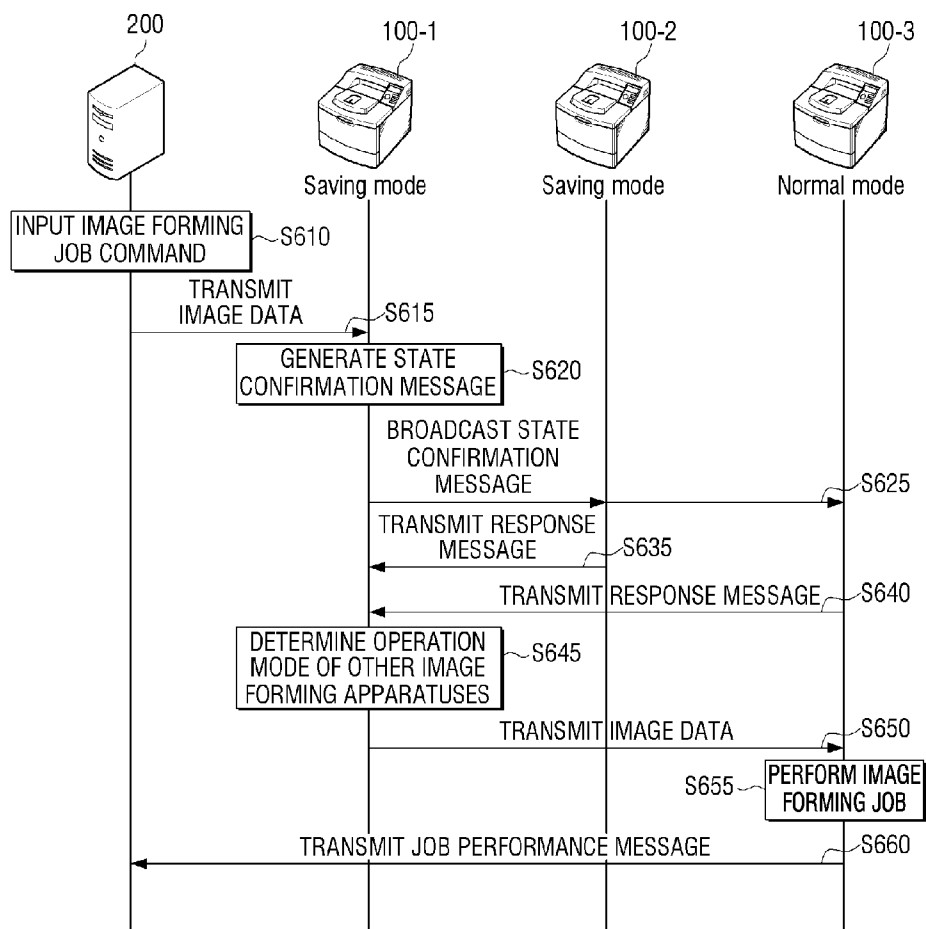 200
100-1
100-2
100-3
Saving mode
Saving mode
Normal mode
INPUT IMAGE FORMING
JOB COMMAND
S610
TRANSMIT
IMAGE DATA
S615
GENERATE STATE
CONFIRMATION MESSAGE
S620
BROADCAST STATE
CONFIRMATION
MESSAGE
S625
TRANSMIT RESPONSE
MESSAGE
S635
TRANSMIT RESPONSE MESSAGE
S640
DETERMINE OPERATION
MODE OF OTHER IMAGE
FORMING APPARATUSES
S645
TRANSMIT IMAGE DATA
S650
S655
PERFORM IMAGE
FORMING JOB
TRANSMIT JOB PERFORMANCE MESSAGE
S660